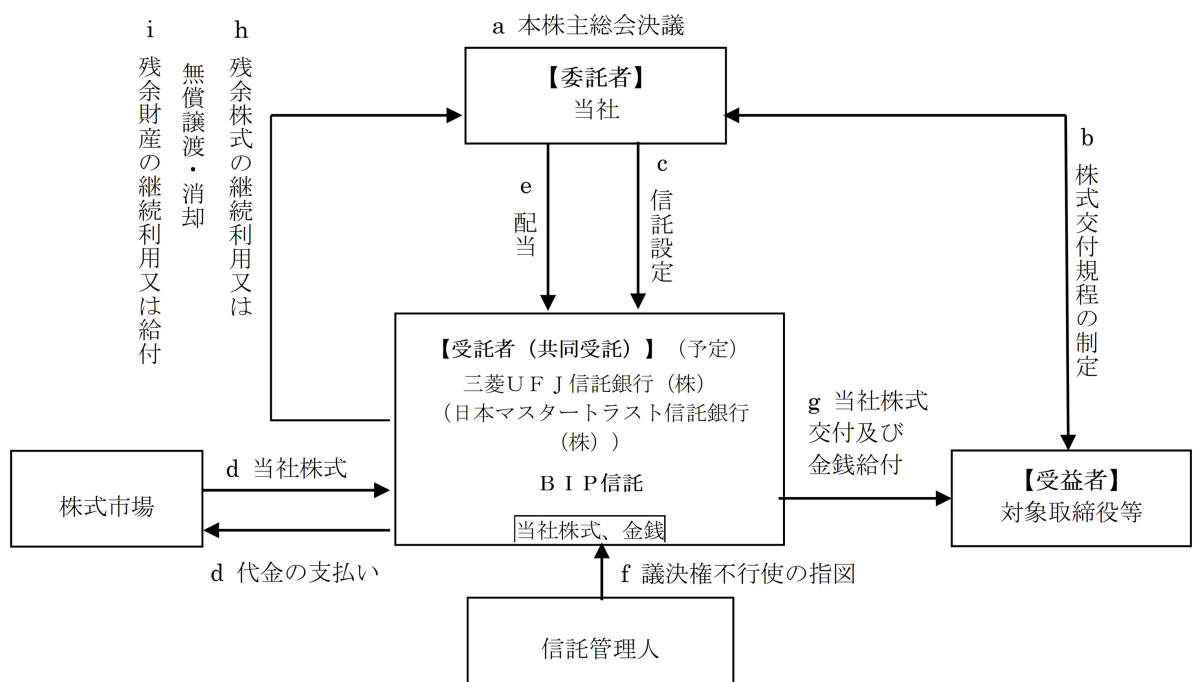 a 本株主総会決議
【委託者】
当社
i 残余財産の継続利用又は給付
h 残余株式の継続利用又は
無償譲渡・消却
e 配当
c 信託設定
b 株式交付規程の制定
【受託者（共同受託）】（予定）
三菱ＵＦＪ信託銀行（株）
（日本マスタートラスト信託銀行
（株））
ＢＩＰ信託
当社株式、金銭
株式市場
d 当社株式
d 代金の支払い
g 当社株式
交付及び
金銭給付
【受益者】
対象取締役等
f 議決権不行使の指図
信託管理人